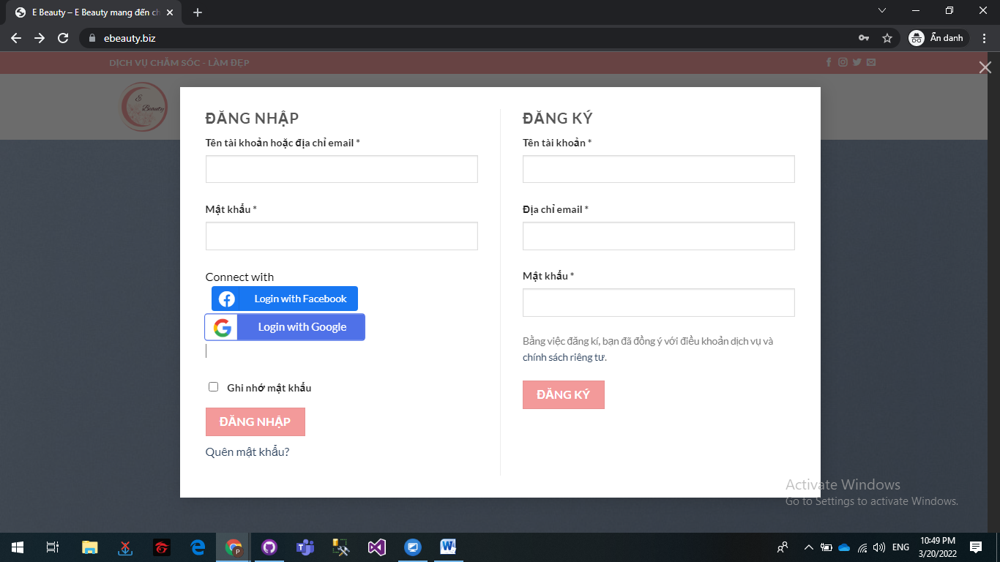 E Beauty – E Beauty mang đến ch
ebeauty.biz
Ẩn danh
DỊCH VỤ CHĂM SÓC - LÀM ĐẸP
E
Beauty
ĐĂNG NHẬP
Tên tài khoản hoặc địa chỉ email *
Mật khẩu *
Connect with
Login with Facebook
Login with Google
Ghi nhớ mật khẩu
ĐĂNG NHẬP
Quên mật khẩu?
ĐĂNG KÝ
Tên tài khoản *
Địa chỉ email *
Mật khẩu *
Bằng việc đăng kí, bạn đã đồng ý với điều khoản dịch vụ và
chính sách riêng tư.
ĐĂNG KÝ
Activate Windows
Go to Settings to activate Windows.
P
ENG
10:49 PM
3/20/2022